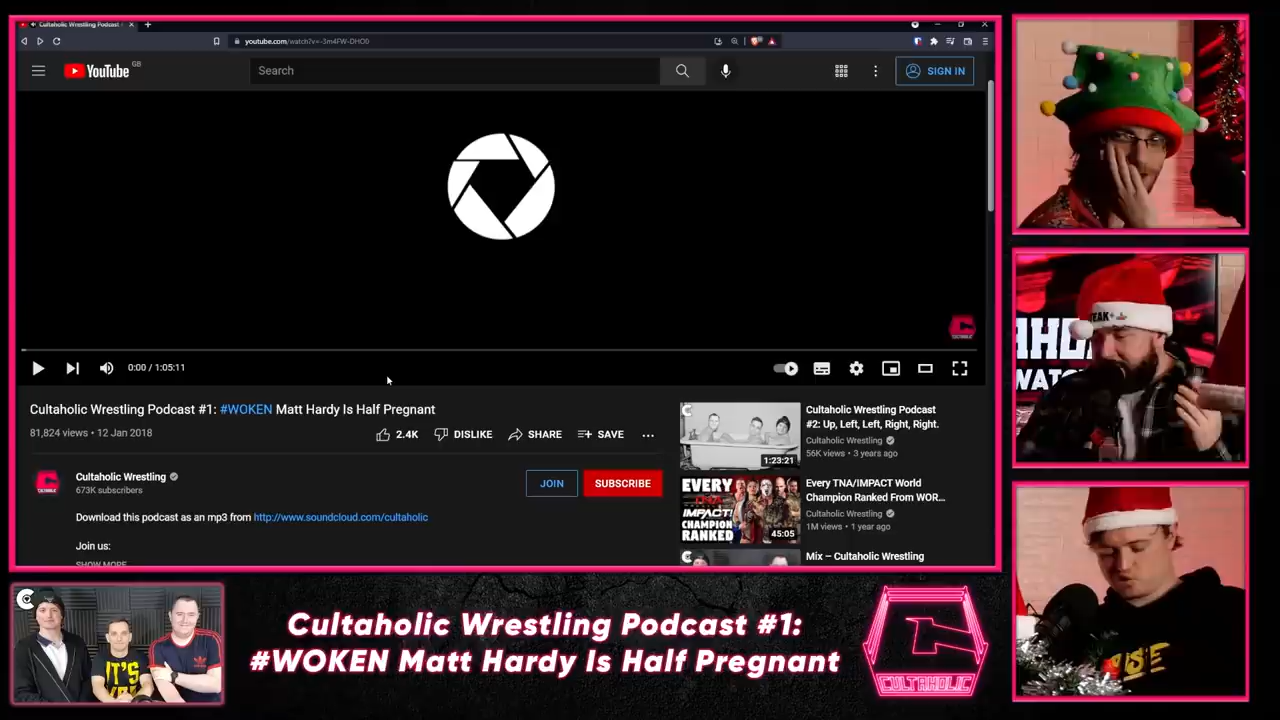 Cultaholic Wrestling Podcast
youtube.com/watch?v=-3m4FW-DHO0
YouTube GB
Search
SIGN IN
0:00 / 1:05:11
Cultaholic Wrestling Podcast #1: #WOKEN Matt Hardy Is Half Pregnant
81,824 views • 12 Jan 2018
2.4K
DISLIKE
SHARE
SAVE
Cultaholic Wrestling
673K subscribers
JOIN
SUBSCRIBE
Download this podcast as an mp3 from http://www.soundcloud.com/cultaholic
Join us:
SHOW MORE
1:23:21
Cultaholic Wrestling Podcast
#2: Up, Left, Left, Right, Right.
Cultaholic Wrestling
56K views • 3 years ago
EVERY
IMPACT!
CHAMPION
RANKED
45:05
Every TNA/IMPACT World
Champion Ranked From WOR...
Cultaholic Wrestling
1M views • 1 year ago
Mix – Cultaholic Wrestling
IT'S
Cultaholic Wrestling Podcast #1:
#WOKEN Matt Hardy Is Half Pregnant
CULTAHOLIC